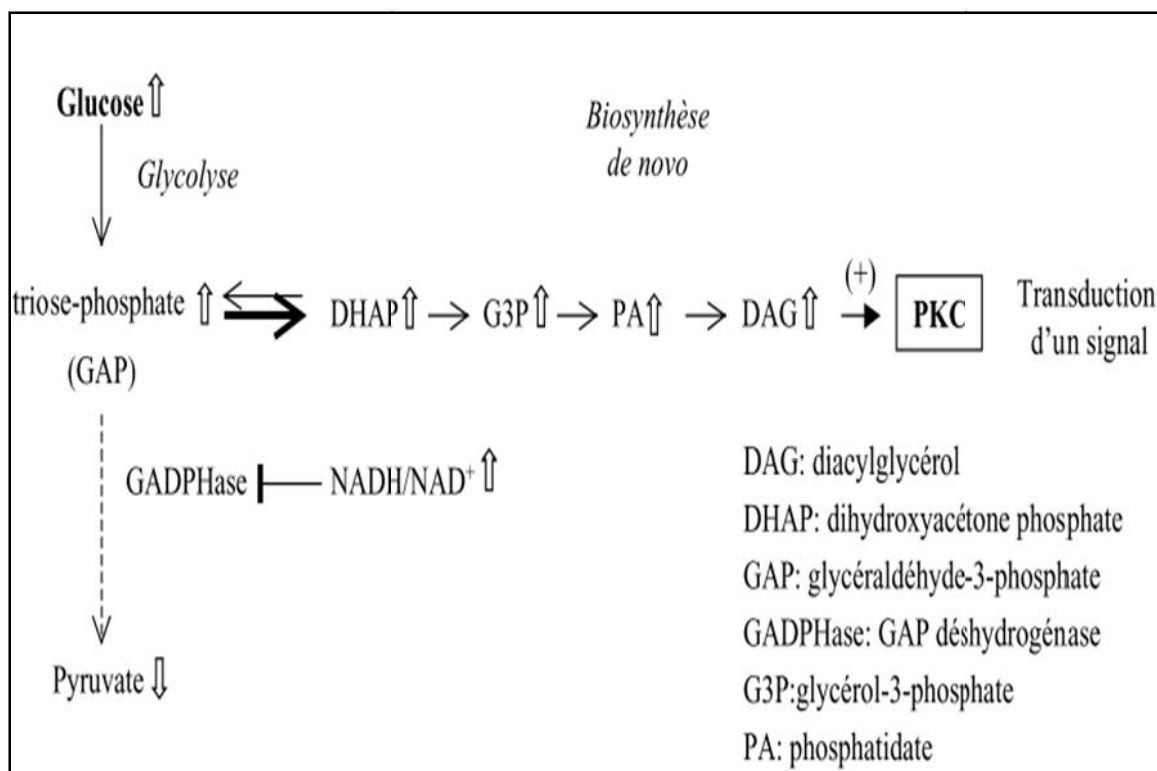 Glucose⇧
Biosynthèse
de novo
Glycolyse
(+)
triose-phosphate ⇧ DHAP⇧ → G3P⇧ → PA⇧ → DAG⇧ PKC
Transduction
d'un signal
(GAP)
GADPHase NADH/NAD⁺ ⇧
Pyruvate ⇩
DAG: diacylglycérol
DHAP: dihydroxyacétone phosphate
GAP: glycéraldéhyde-3-phosphate
GADPHase: GAP déshydrogénase
G3P:glycérol-3-phosphate
PA: phosphatidate